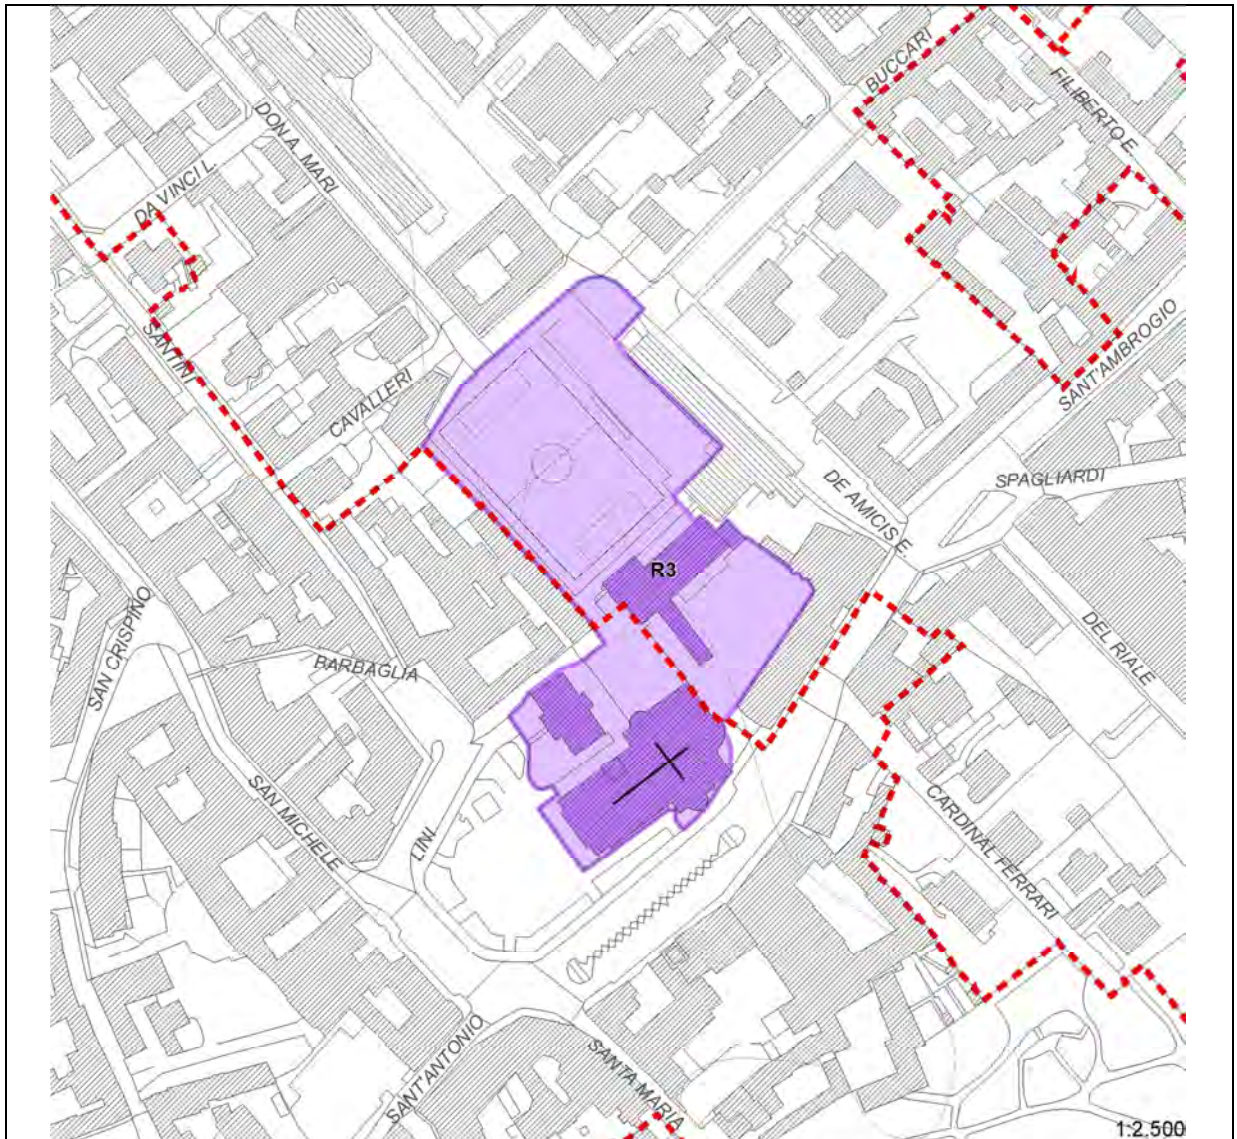 BUCCARI
FILIBERTO E.
DON A. MARI
DA VINCI L.
SANT'AMBROGIO
SANTINI
CAVALLERI
SPAGLIARDI
DE AMICIS E.
R3
SAN CRISPINO
BARBAGLIA
DEL RIALE
SAN MICHELE
LINI
CARDINAL FERRARI
SANT'ANTONIO
SANTA MARIA
1:2.500